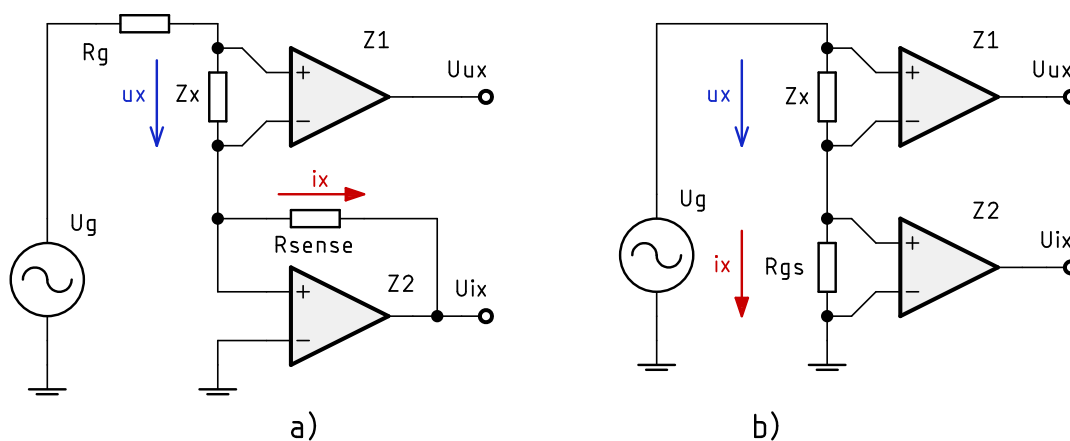 Rg
ux
Zx
+
−
Z1
Uux
ix
Rsense
Ug
+
−
Z2
Uix
a)
ux
Zx
+
−
Z1
Uux
Ug
ix
Rgs
+
−
Z2
Uix
b)